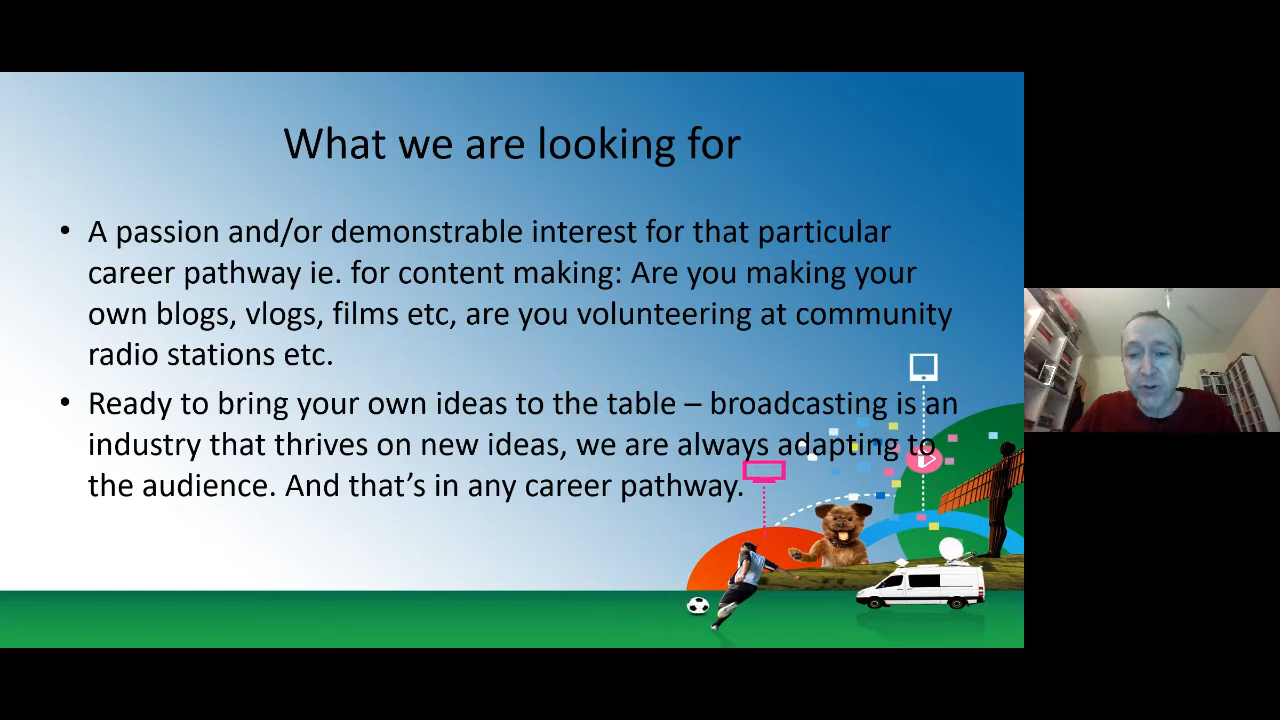 What we are looking for
• A passion and/or demonstrable interest for that particular
career pathway ie. for content making: Are you making your
own blogs, vlogs, films etc, are you volunteering at community
radio stations etc.
• Ready to bring your own ideas to the table – broadcasting is an
industry that thrives on new ideas, we are always adapting to
the audience. And that’s in any career pathway.